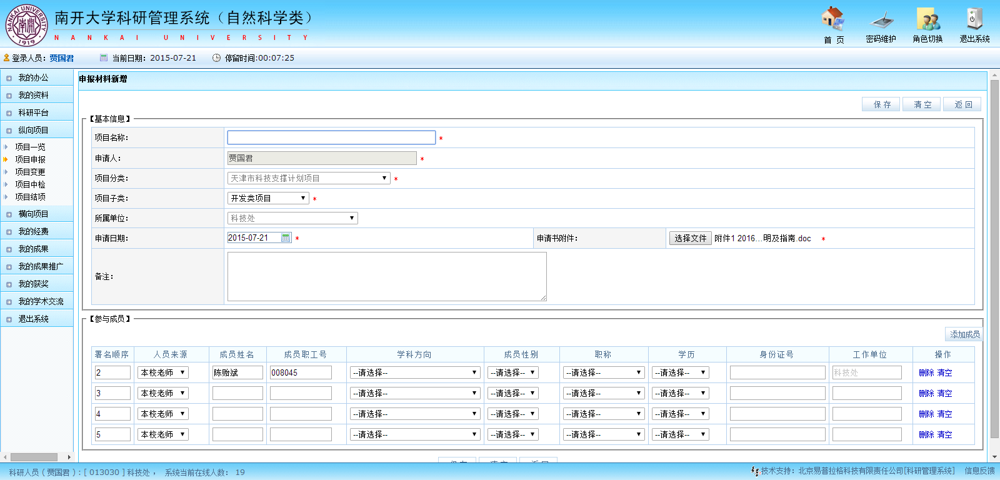 南开大学科研管理系统（自然科学类）
NANKAI UNIVERSITY
NANKAI UNIVERSITY
南开
1919
首 页
密码维护
角色切换
退出系统
登录人员：贾国君
当前日期：2015-07-21
停留时间:00:07:25
我的办公
我的资料
科研平台
纵向项目
项目一览
项目申报
项目变更
项目中检
项目结项
横向项目
我的经费
我的成果
我的成果推广
我的获奖
我的学术交流
退出系统
申报材料新增
保 存 清 空 返 回
【基本信息】
项目名称： *
申请人： 贾国君 *
项目分类： 天津市科技支撑计划项目 *
项目子类： 开发类项目 *
所属单位： 科技处
申请日期： 2015-07-21 * 申请书附件： 选择文件 附件1 2016...明及指南.doc *
备注：
【参与成员】
添加成员
署名顺序 人员来源 成员姓名 成员职工号 学科方向 成员性别 职称 学历 身份证号 工作单位 操作
2 本校老师 陈贻斌 008045 --请选择-- --请选择-- --请选择-- --请选择-- 科技处 删除 清空
3 本校老师 --请选择-- --请选择-- --请选择-- --请选择-- 删除 清空
4 本校老师 --请选择-- --请选择-- --请选择-- --请选择-- 删除 清空
5 本校老师 --请选择-- --请选择-- --请选择-- --请选择-- 删除 清空
保 存 清 空 返 回
科研人员（贾国君）：[ 013030 ] 科技处， 系统当前在线人数： 19
技术支持：北京易普拉格科技有限责任公司[科研管理系统] 信息反馈